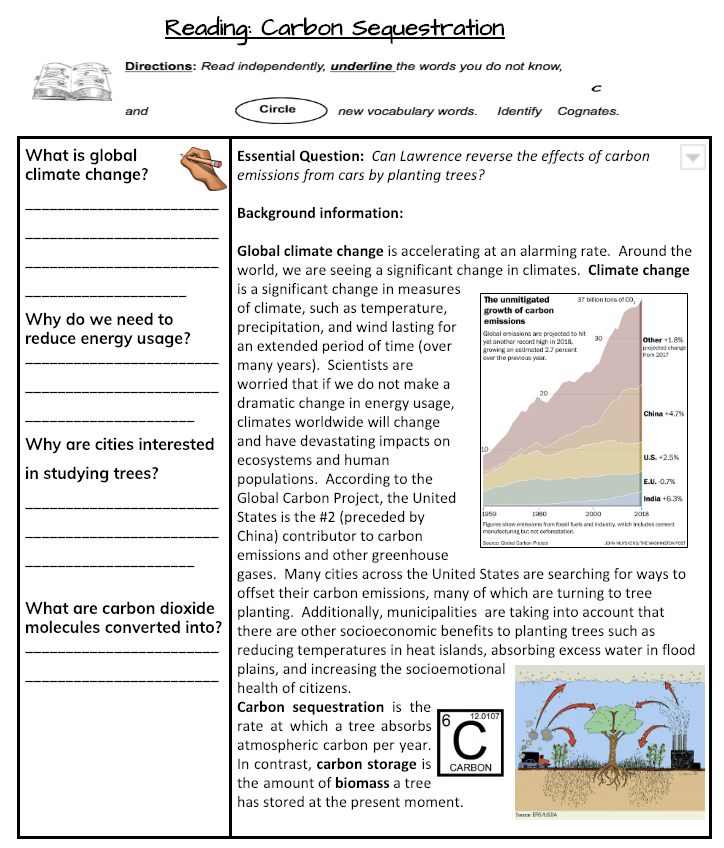 Reading: Carbon Sequestration
Directions: Read independently, underline the words you do not know,
C
and Circle new vocabulary words. Identify Cognates.
What is global
climate change?
_________________________
_________________________
_________________________
_____________________
Why do we need to
reduce energy usage?
_________________________
_________________________
______________________
Why are cities interested
in studying trees?
_________________________
_________________________
______________________
What are carbon dioxide
molecules converted into?
_________________________
_________________________
Essential Question: Can Lawrence reverse the effects of carbon
emissions from cars by planting trees?
Background information:
Global climate change is accelerating at an alarming rate. Around the
world, we are seeing a significant change in climates. Climate change
is a significant change in measures
of climate, such as temperature,
precipitation, and wind lasting for
an extended period of time (over
many years). Scientists are
worried that if we do not make a
dramatic change in energy usage,
climates worldwide will change
and have devastating impacts on
ecosystems and human
populations. According to the
Global Carbon Project, the United
States is the #2 (preceded by
China) contributor to carbon
emissions and other greenhouse
gases. Many cities across the United States are searching for ways to
offset their carbon emissions, many of which are turning to tree
planting. Additionally, municipalities are taking into account that
there are other socioeconomic benefits to planting trees such as
reducing temperatures in heat islands, absorbing excess water in flood
plains, and increasing the socioemotional
health of citizens.
Carbon sequestration is the
rate at which a tree absorbs
atmospheric carbon per year.
In contrast, carbon storage is
the amount of biomass a tree
has stored at the present moment.
The unmitigated
growth of carbon
emissions
Global emissions are projected to hit
yet another record high in 2018,
growing an estimated 2.7 percent
over the previous year.
37 billion tons of CO2
30
20
10
Other +1.8%
projected change
from 2017
China +4.7%
U.S. +2.5%
E.U. -0.7%
India +6.3%
1959 1980 2000 2018
Figures show emissions from fossil fuels and industry, which includes cement
manufacturing but not deforestation.
Source: Global Carbon Project JOHN MUYSKENS/THE WASHINGTON POST
6 12.0107
C
CARBON
Source: EPIS/USDA